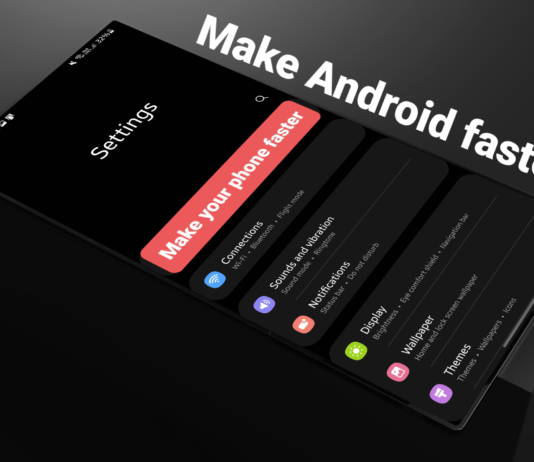 Make Android faste
32%
Settings
Make your phone faster
Connections
Wi-Fi • Bluetooth • Flight mode
Sounds and vibration
Sound mode • Ringtone
Notifications
Status bar • Do not disturb
Display
Brightness • Eye comfort shield • Navigation bar
Wallpaper
Home and lock screen wallpaper
Themes
Themes • Wallpapers • Icons